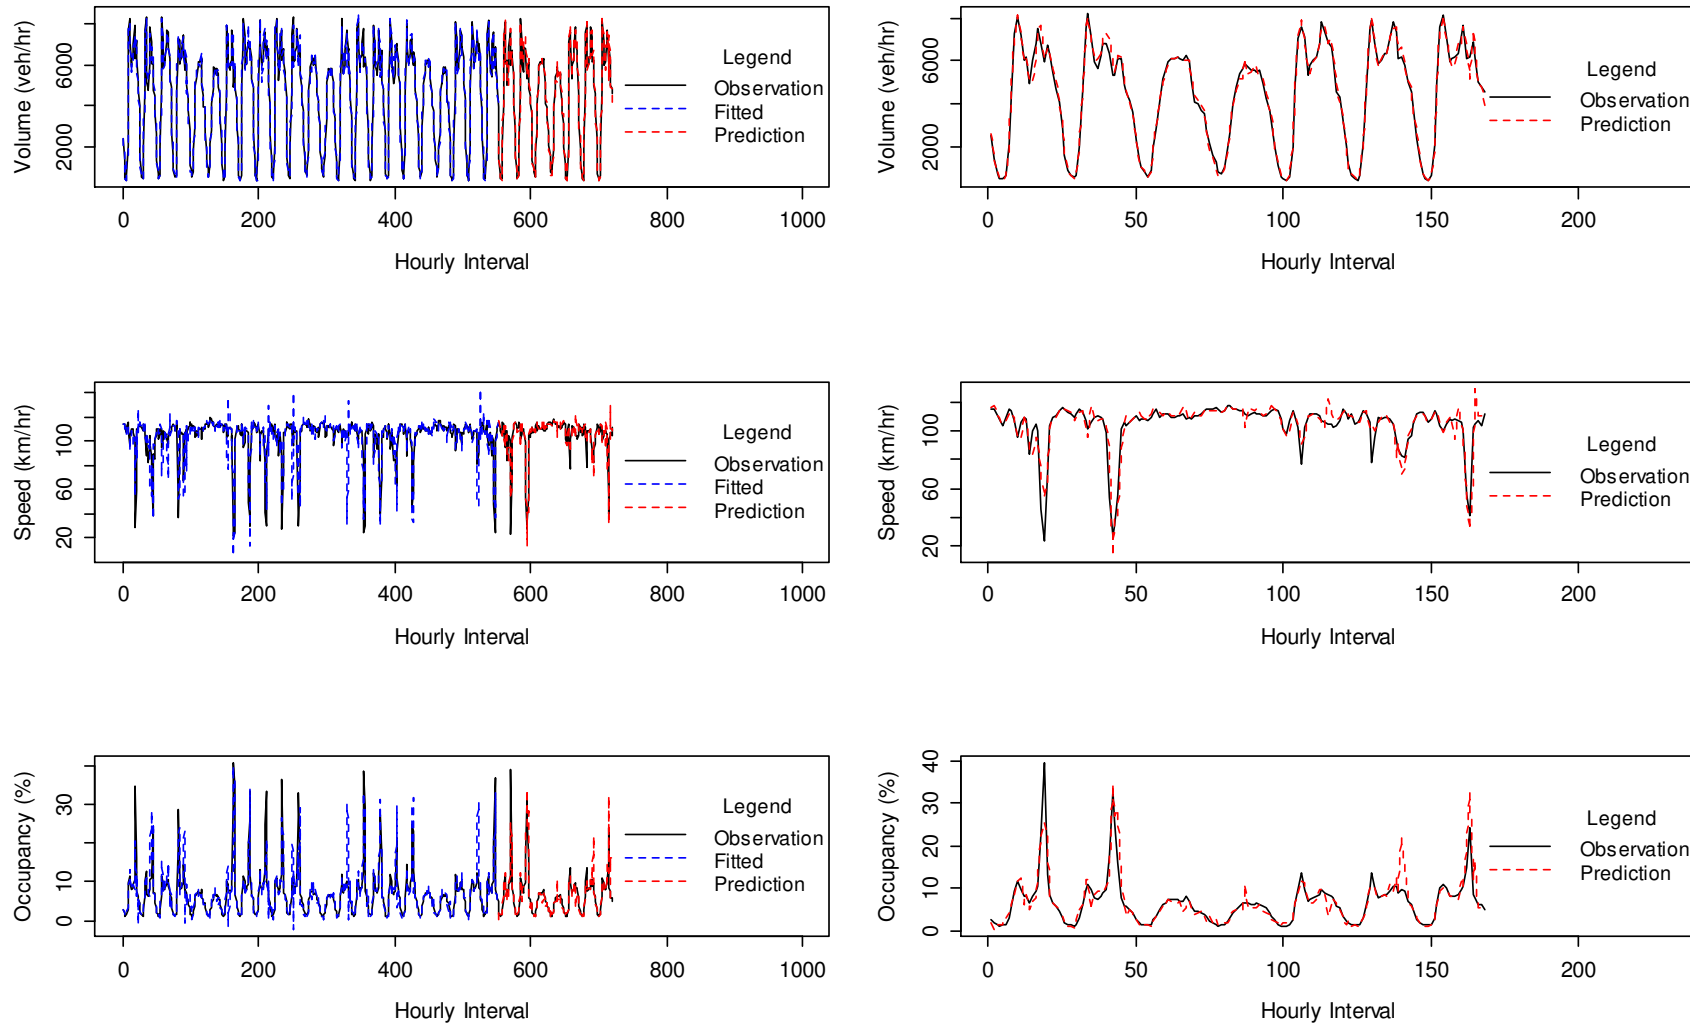 Volume (veh/hr)
2000
6000
0
200
400
600
800
1000
Hourly Interval
Legend
Observation
Fitted
Prediction
Volume (veh/hr)
2000
6000
0
50
100
150
200
Hourly Interval
Legend
Observation
Prediction
Speed (km/hr)
20
60
100
0
200
400
600
800
1000
Hourly Interval
Legend
Observation
Fitted
Prediction
Speed (km/hr)
20
60
100
0
50
100
150
200
Hourly Interval
Legend
Observation
Prediction
Occupancy (%)
0
10
30
0
200
400
600
800
1000
Hourly Interval
Legend
Observation
Fitted
Prediction
Occupancy (%)
0
10
20
30
40
0
50
100
150
200
Hourly Interval
Legend
Observation
Prediction